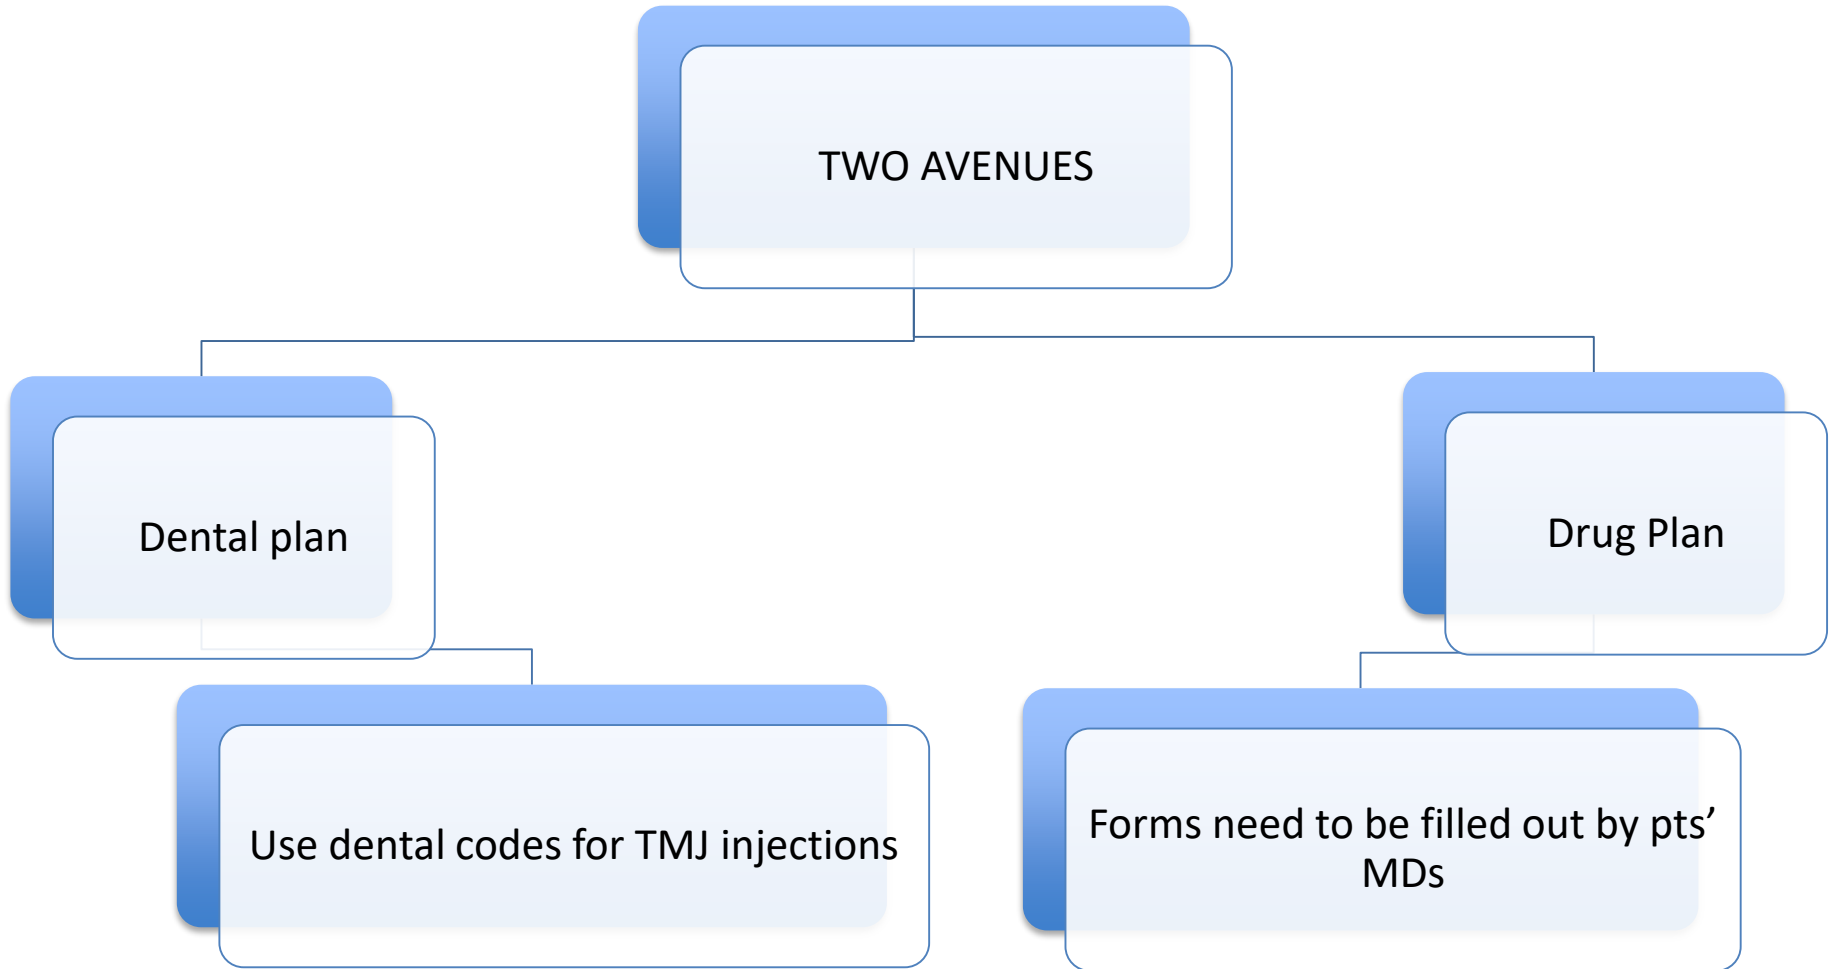 TWO AVENUES
Dental plan
Drug Plan
Use dental codes for TMJ injections
Forms need to be filled out by pts’
MDs